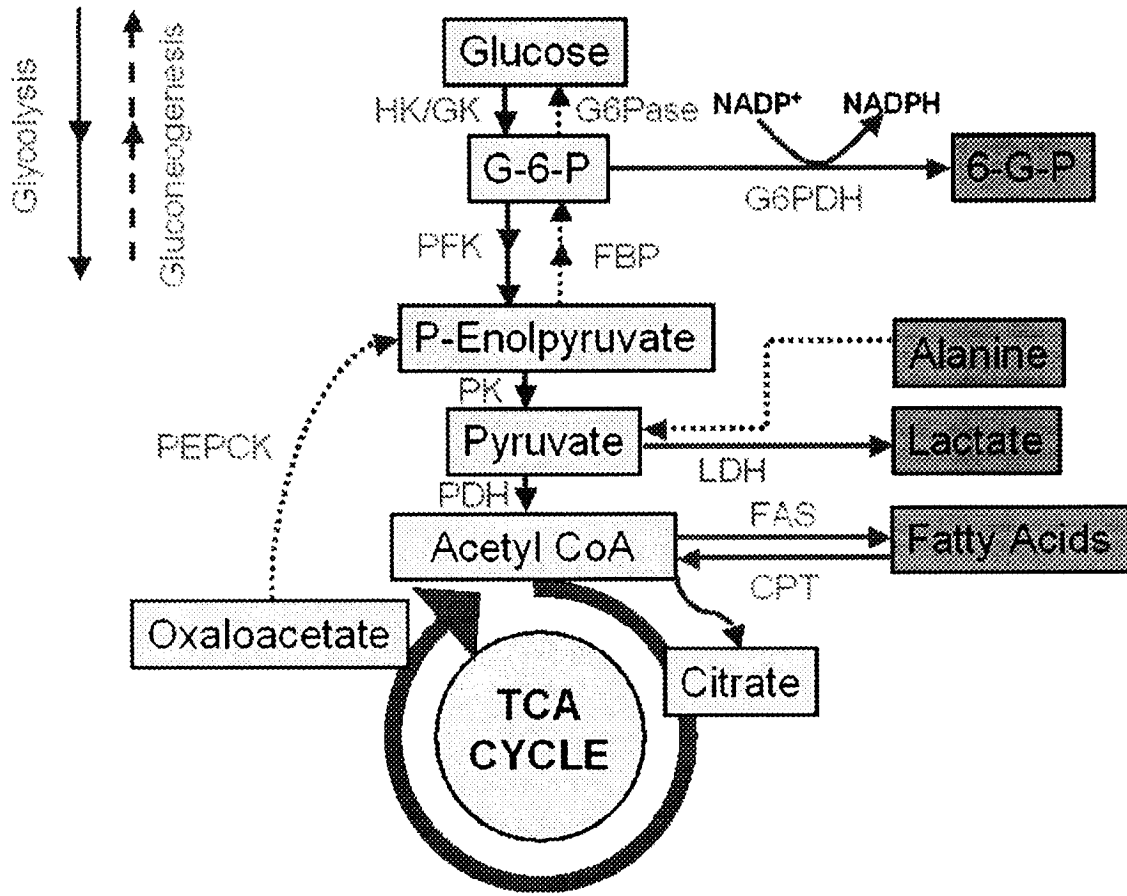 Glycolysis
Gluconeogenesis
Glucose
HK/GK
G6Pase
NADP⁺
NADPH
G-6-P
6-G-P
G6PDH
PFK
FBP
P-Enolpyruvate
Alanine
PK
PEPCK
Pyruvate
Lactate
LDH
PDH
FAS
Acetyl CoA
Fatty Acids
CPT
Oxaloacetate
Citrate
TCA
CYCLE